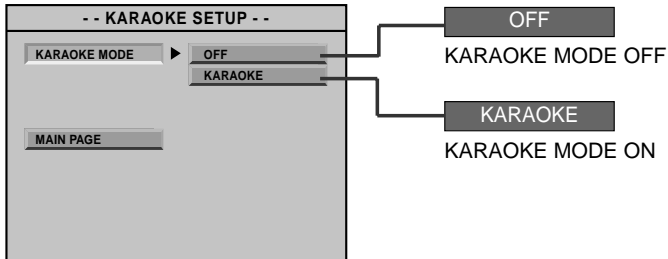 - - KARAOKE SETUP - -
KARAOKE MODE
OFF
KARAOKE
MAIN PAGE
OFF
KARAOKE MODE OFF
KARAOKE
KARAOKE MODE ON